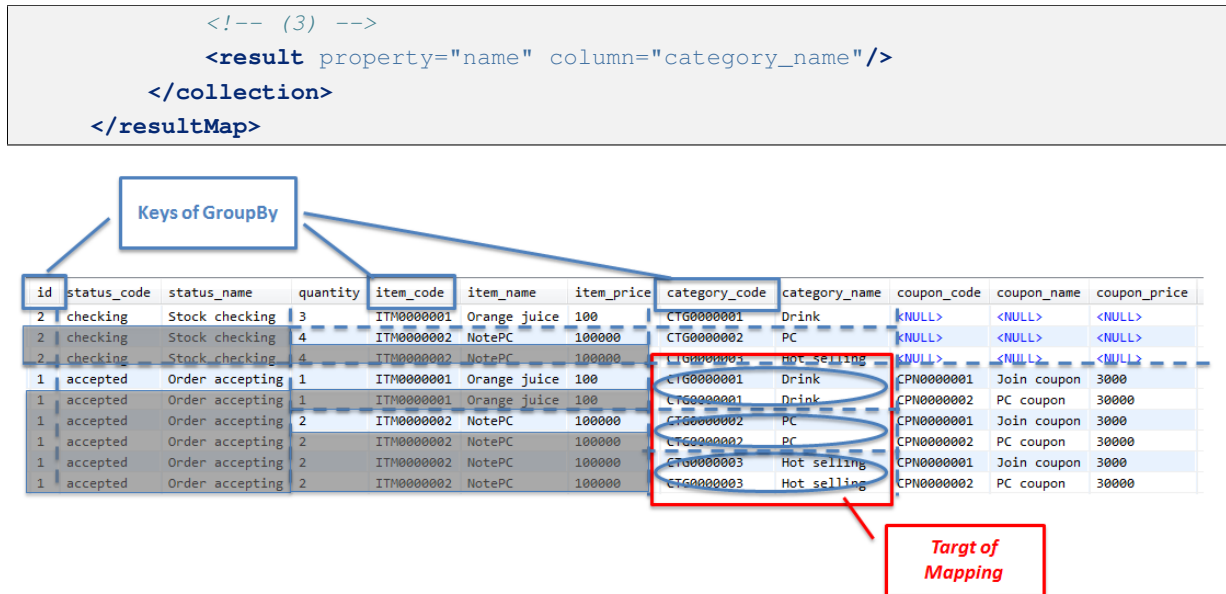 <!-- (3) -->
<result property="name" column="category_name"/>
</collection>
</resultMap>
Keys of GroupBy
id status_code status_name quantity item_code item_name item_price category_code category_name coupon_code coupon_name coupon_price
2 checking Stock checking 3 ITM0000001 Orange juice 100 CTG0000001 Drink <NULL> <NULL> <NULL>
2 checking Stock checking 4 ITM0000002 NotePC 100000 CTG0000002 PC <NULL> <NULL> <NULL>
2 checking Stock checking 4 ITM0000002 NotePC 100000 CTG0000003 Hot selling <NULL> <NULL> <NULL>
1 accepted Order accepting 1 ITM0000001 Orange juice 100 CTG0000001 Drink CPN0000001 Join coupon 3000
1 accepted Order accepting 1 ITM0000001 Orange juice 100 CTG0000001 Drink CPN0000002 PC coupon 30000
1 accepted Order accepting 2 ITM0000002 NotePC 100000 CTG0000002 PC CPN0000001 Join coupon 3000
1 accepted Order accepting 2 ITM0000002 NotePC 100000 CTG0000002 PC CPN0000002 PC coupon 30000
1 accepted Order accepting 2 ITM0000002 NotePC 100000 CTG0000003 Hot selling CPN0000001 Join coupon 3000
1 accepted Order accepting 2 ITM0000002 NotePC 100000 CTG0000003 Hot selling CPN0000002 PC coupon 30000
Targt of
Mapping